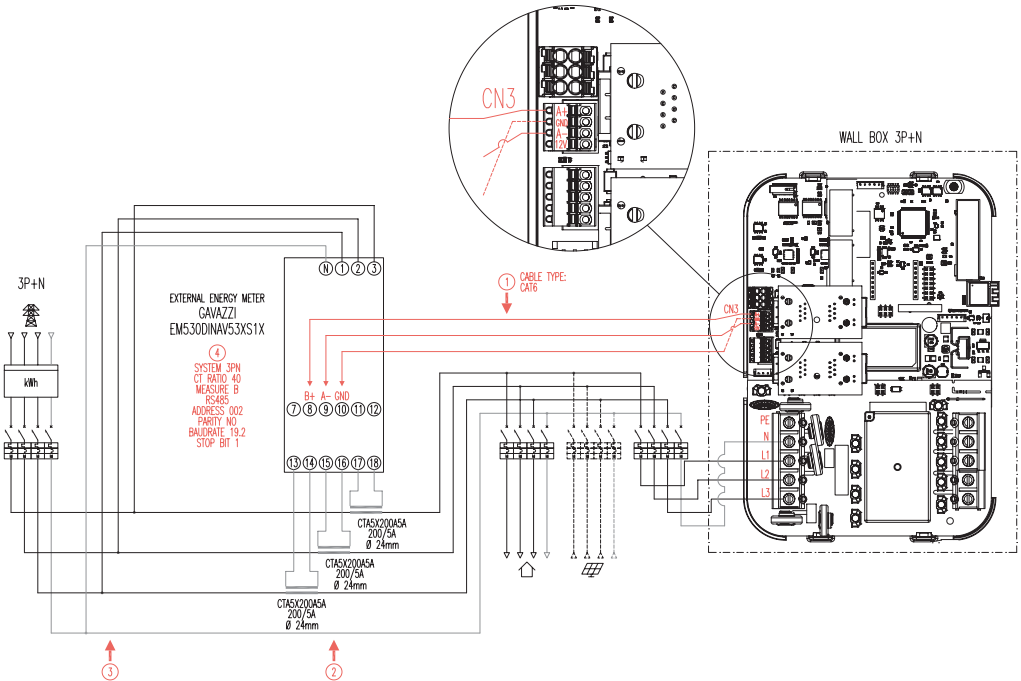 CN3
A+
GND
A-
12V
WALL BOX 3P+N
N 1 2 3
3P+N
kWh
EXTERNAL ENERGY METER
GAVAZZI
EM530DINAV53XS1X
4
SYSTEM 3PN
CT RATIO 40
MEASURE B
RS485
ADDRESS 002
PARITY NO
BAUDRATE 19.2
STOP BIT 1
1
CABLE TYPE:
CAT6
CN3
B+ A- GND
7 8 9 10 11 12
13 14 15 16 17 18
PE
N
L1
L2
L3
CTA5X200A5A
200/5A
Ø 24mm
CTA5X200A5A
200/5A
Ø 24mm
CTA5X200A5A
200/5A
Ø 24mm
3
2